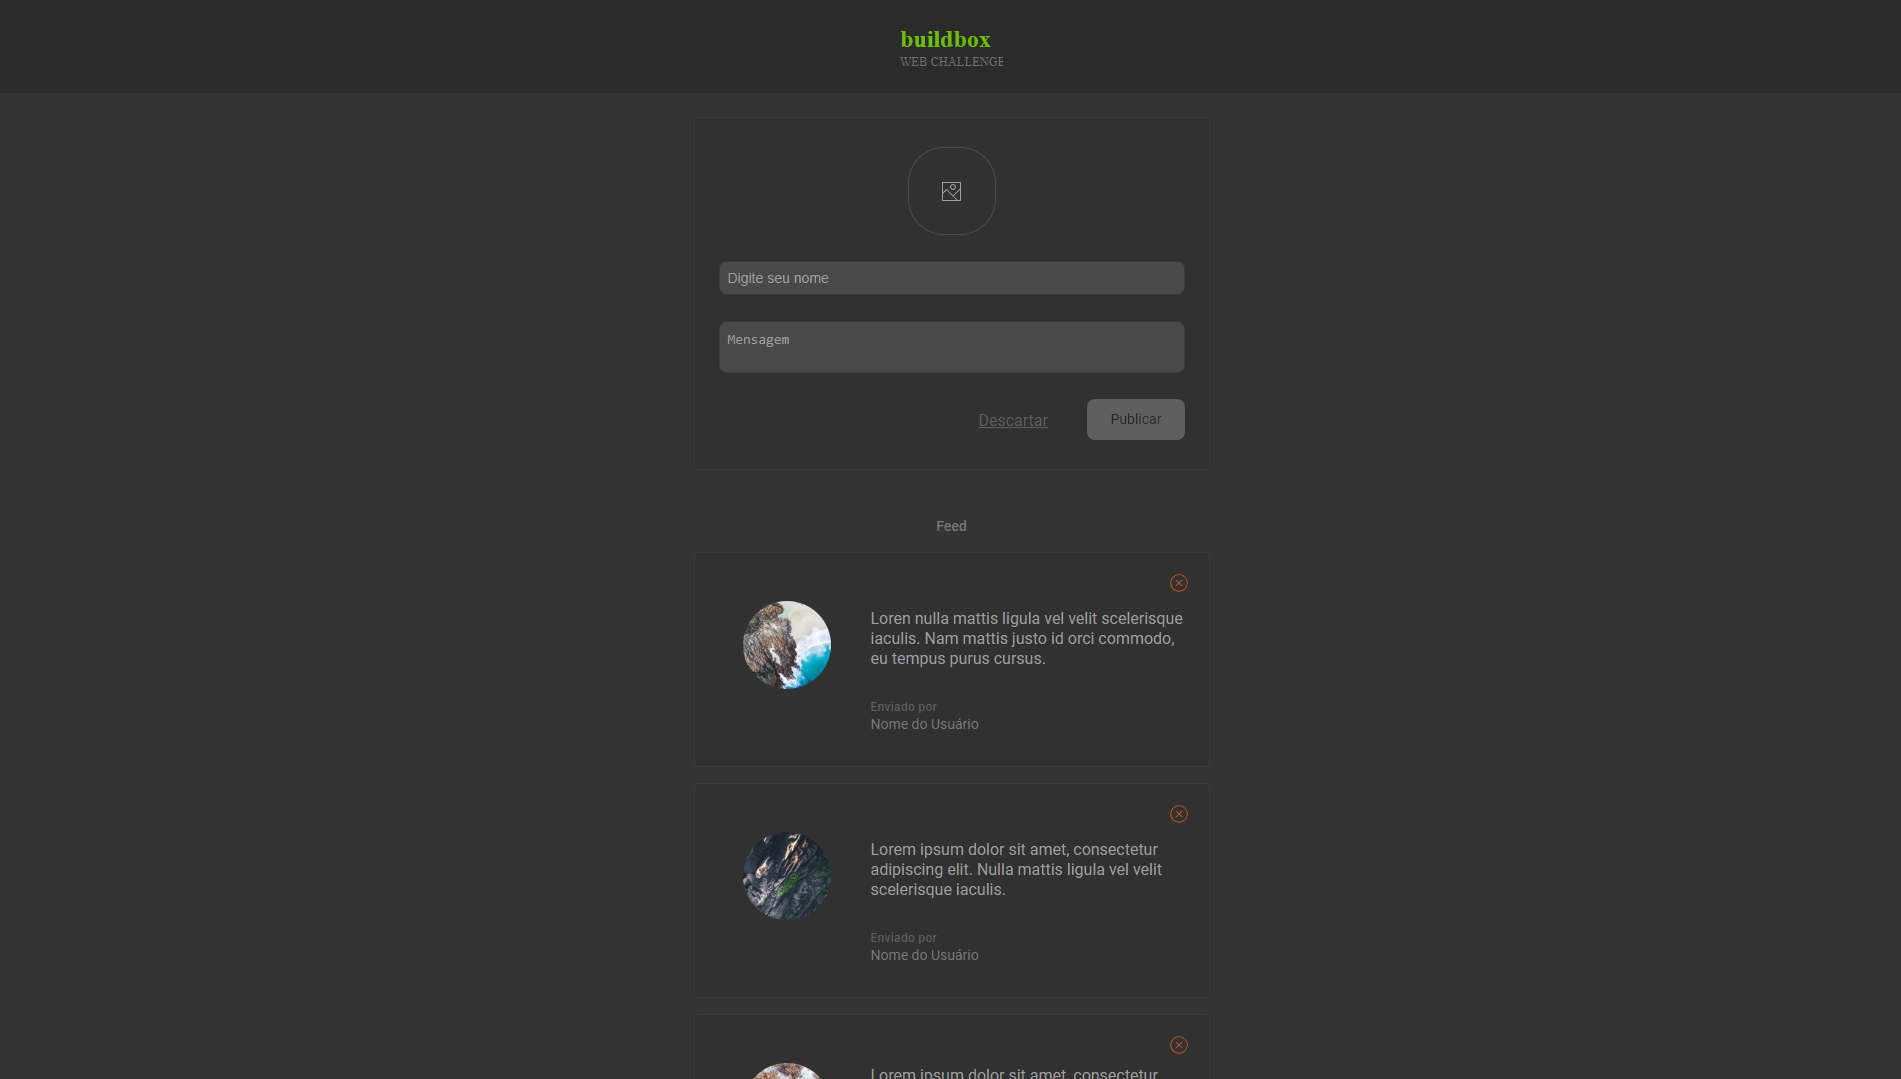 buildbox
WEB CHALLENGE
Digite seu nome
Mensagem
Descartar
Publicar
Feed
Loren nulla mattis ligula vel velit scelerisque
iaculis. Nam mattis justo id orci commodo,
eu tempus purus cursus.
Enviado por
Nome do Usuário
Lorem ipsum dolor sit amet, consectetur
adipiscing elit. Nulla mattis ligula vel velit
scelerisque iaculis.
Enviado por
Nome do Usuário
Lorem ipsum dolor sit amet, consectetur